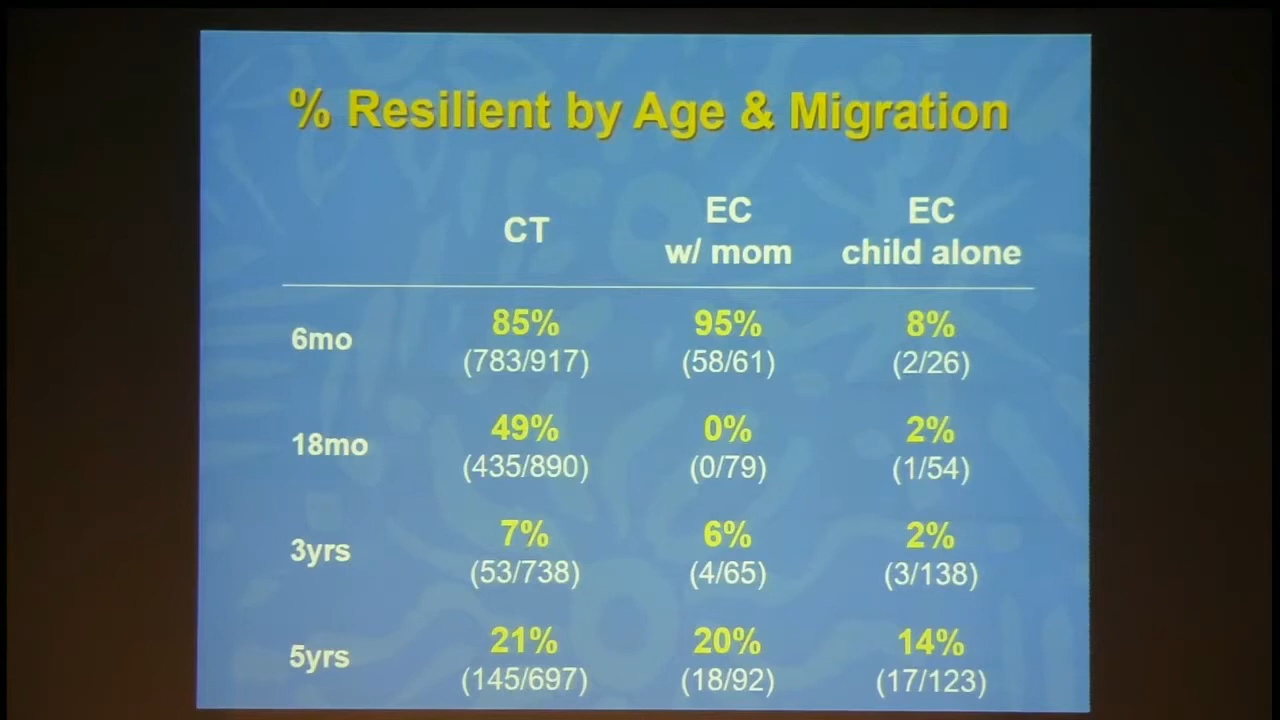 % Resilient by Age & Migration
CT
EC
w/ mom
EC
child alone
6mo
85%
(783/917)
95%
(58/61)
8%
(2/26)
18mo
49%
(435/890)
0%
(0/79)
2%
(1/54)
3yrs
7%
(53/738)
6%
(4/65)
2%
(3/138)
5yrs
21%
(145/697)
20%
(18/92)
14%
(17/123)